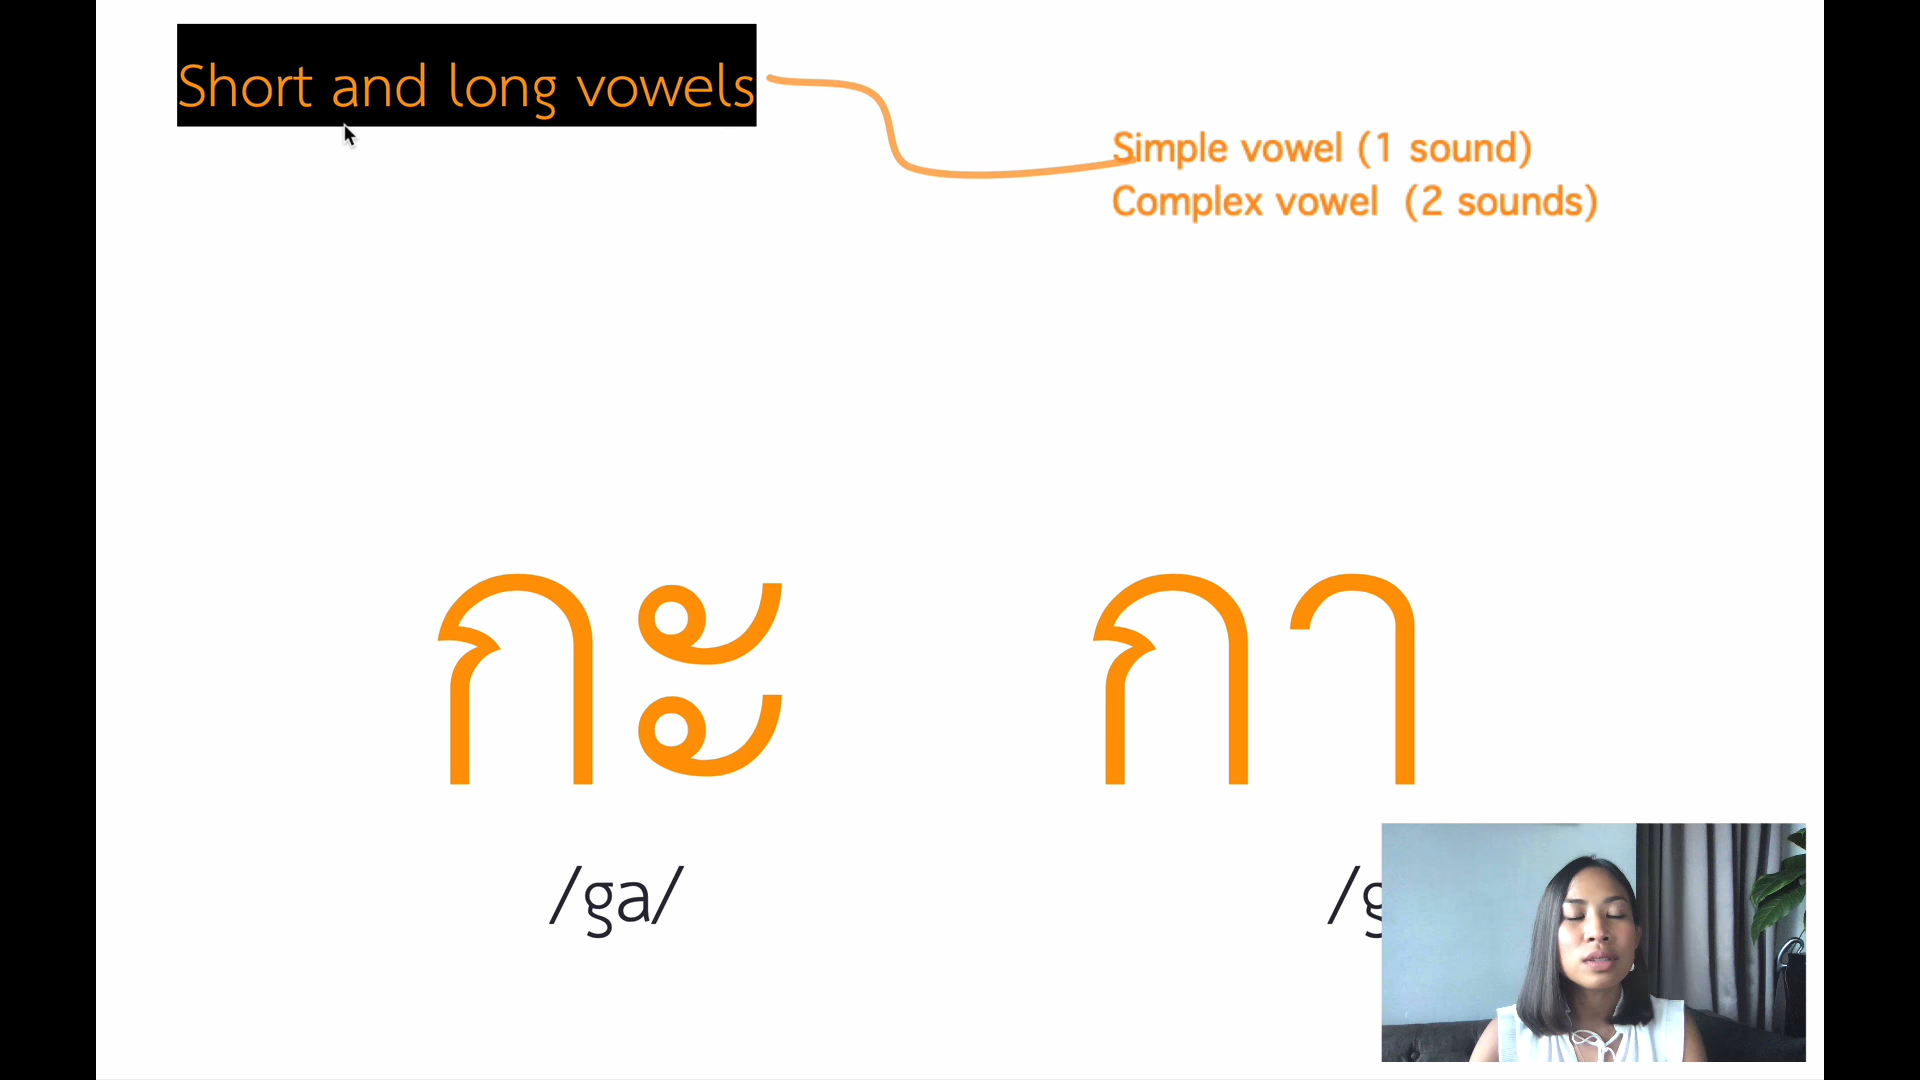 Short and long vowels
Simple vowel (1 sound)
Complex vowel (2 sounds)
กะ กา
/ga/